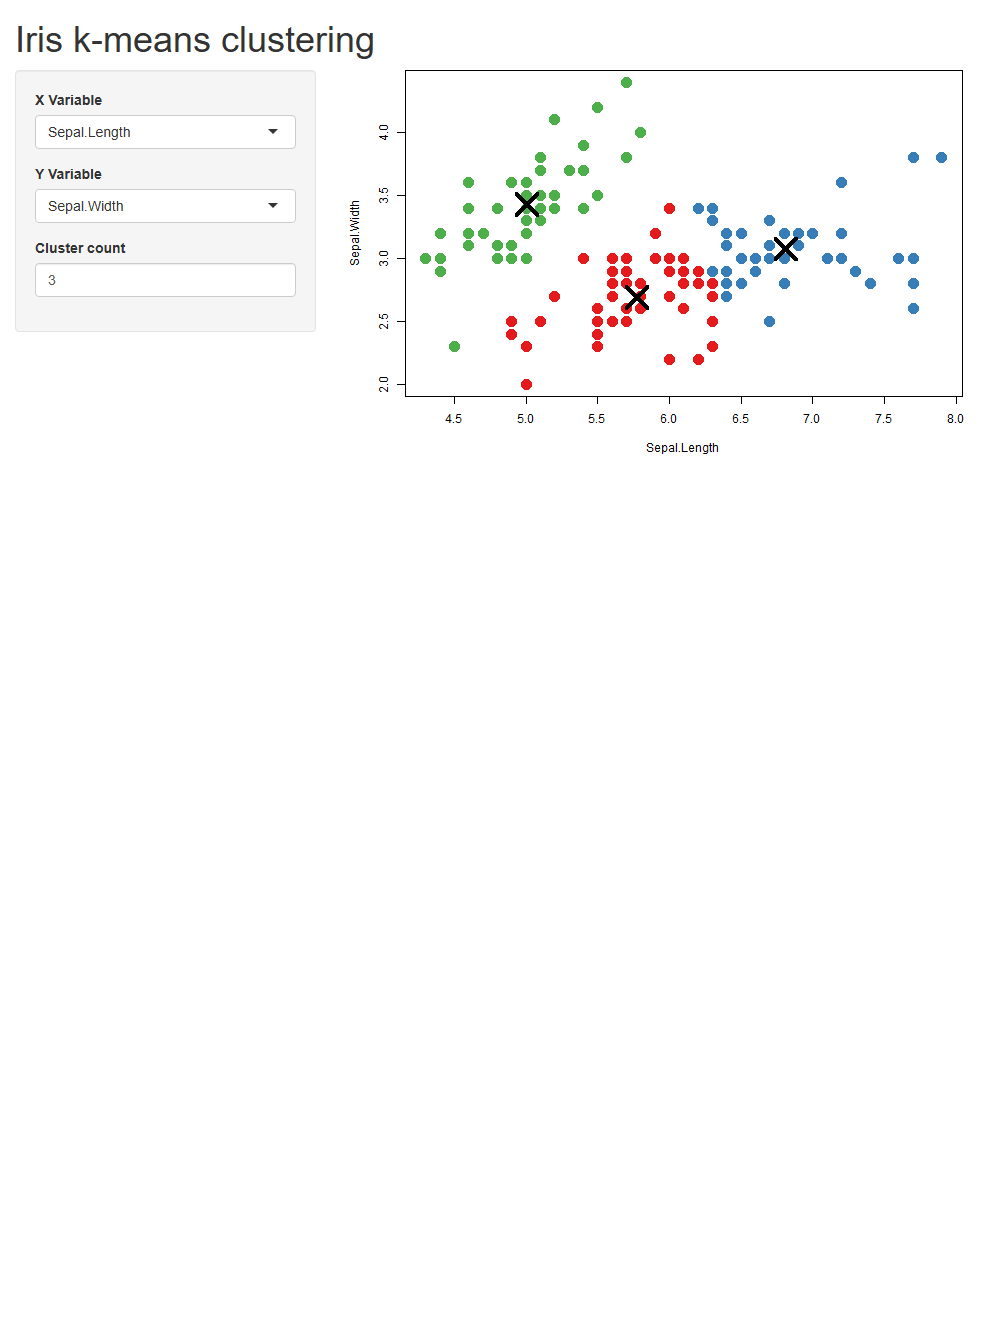 Iris k-means clustering
X Variable
Sepal.Length
Y Variable
Sepal.Width
Cluster count
3
Sepal.Width
4.0
3.5
3.0
2.5
2.0
4.5 5.0 5.5 6.0 6.5 7.0 7.5 8.0
Sepal.Length